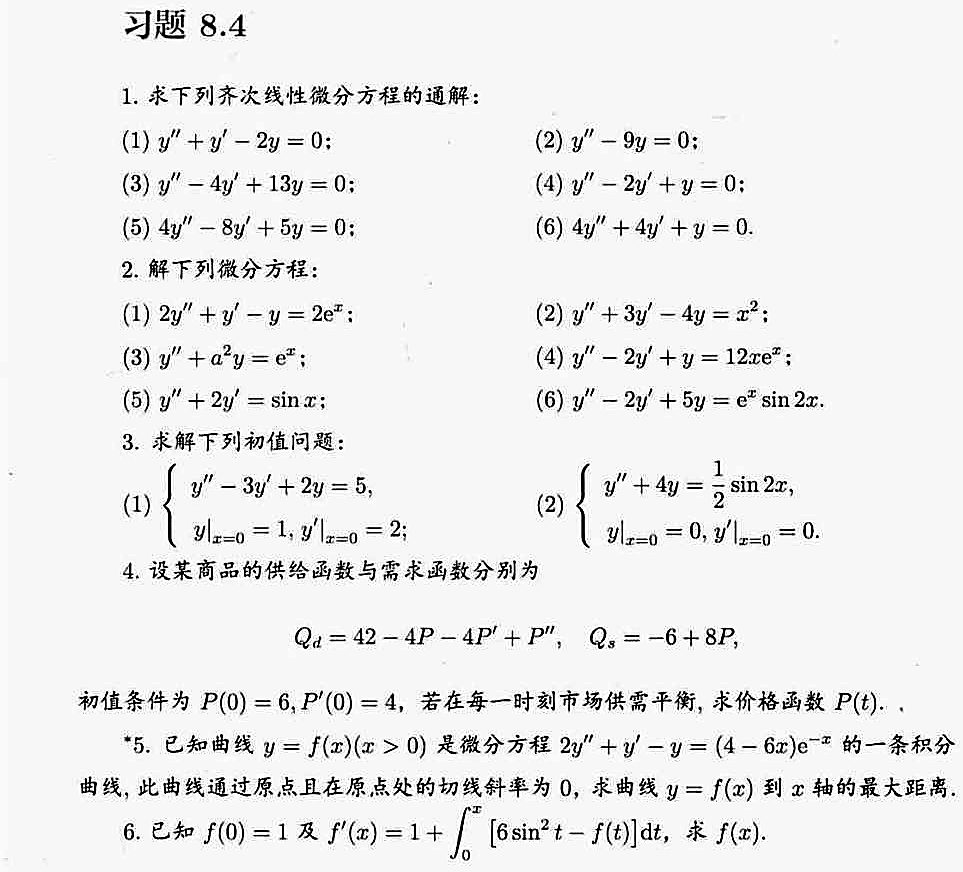 习题 8.4
1. 求下列齐次线性微分方程的通解:
(1) y″ + y′ − 2y = 0; (2) y″ − 9y = 0;
(3) y″ − 4y′ + 13y = 0; (4) y″ − 2y′ + y = 0;
(5) 4y″ − 8y′ + 5y = 0; (6) 4y″ + 4y′ + y = 0.
2. 解下列微分方程:
(1) 2y″ + y′ − y = 2eˣ; (2) y″ + 3y′ − 4y = x²;
(3) y″ + a²y = eˣ; (4) y″ − 2y′ + y = 12xeˣ;
(5) y″ + 2y′ = sin x; (6) y″ − 2y′ + 5y = eˣ sin 2x.
3. 求解下列初值问题:
(1) { y″ − 3y′ + 2y = 5, y|ₓ₌₀ = 1, y′|ₓ₌₀ = 2; (2) { y″ + 4y = 1/2 sin 2x, y|ₓ₌₀ = 0, y′|ₓ₌₀ = 0.
4. 设某商品的供给函数与需求函数分别为
Q_d = 42 − 4P − 4P′ + P″, Q_s = −6 + 8P,
初值条件为 P(0) = 6, P′(0) = 4, 若在每一时刻市场供需平衡, 求价格函数 P(t).
*5. 已知曲线 y = f(x)(x > 0) 是微分方程 2y″ + y′ − y = (4 − 6x)e⁻ˣ 的一条积分
曲线, 此曲线通过原点且在原点处的切线斜率为 0, 求曲线 y = f(x) 到 x 轴的最大距离.
6. 已知 f(0) = 1 及 f′(x) = 1 + ∫₀ˣ [6 sin² t − f(t)]dt, 求 f(x).